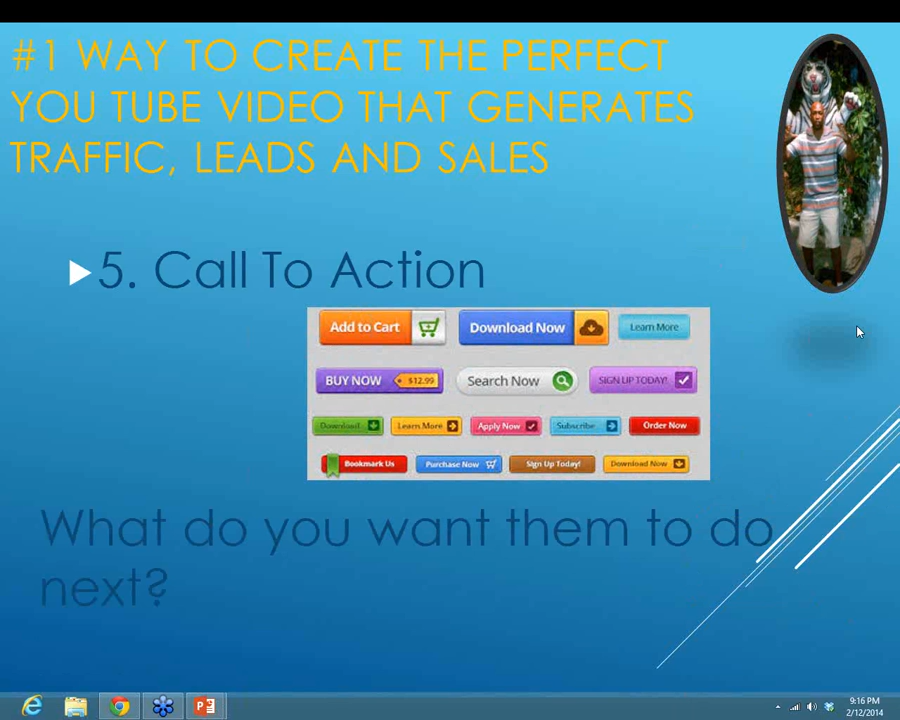 #1 WAY TO CREATE THE PERFECT
YOU TUBE VIDEO THAT GENERATES
TRAFFIC, LEADS AND SALES
5. Call To Action
Add to Cart
Download Now
Learn More
BUY NOW $12.99
Search Now
SIGN UP TODAY!
Download
Learn More
Apply Now
Subscribe
Order Now
Bookmark Us
Purchase Now
Sign Up Today!
Download Now
What do you want them to do
next?
9:16 PM
2/12/2014